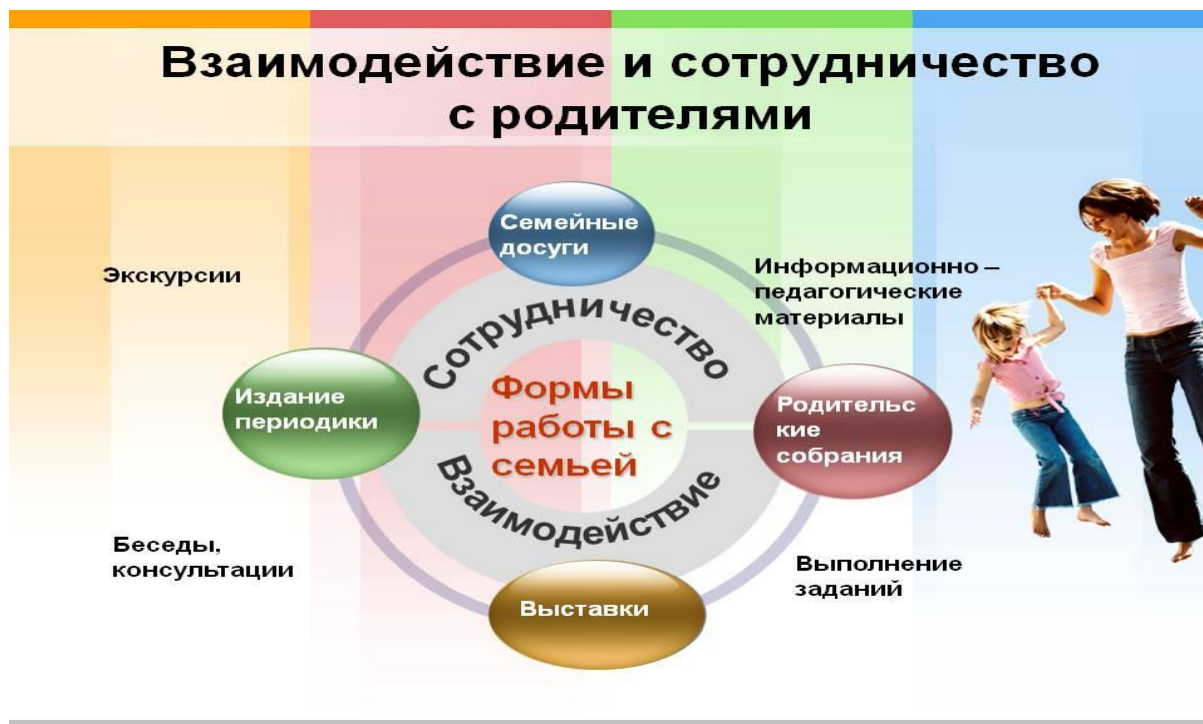 Взаимодействие и сотрудничество
с родителями
Семейные
досуги
Экскурсии
Информационно –
педагогические
материалы
Сотрудничество
Издание
периодики
Формы
работы с
семьей
Родительс
кие
собрания
Взаимодействие
Беседы,
консультации
Выполнение
заданий
Выставки